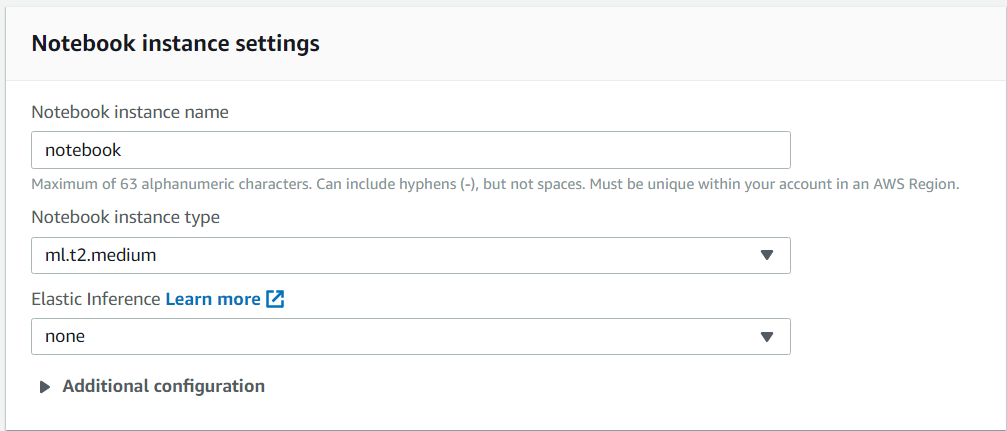 Notebook instance settings
Notebook instance name
notebook
Maximum of 63 alphanumeric characters. Can include hyphens (-), but not spaces. Must be unique within your account in an AWS Region.
Notebook instance type
ml.t2.medium
Elastic Inference Learn more
none
Additional configuration